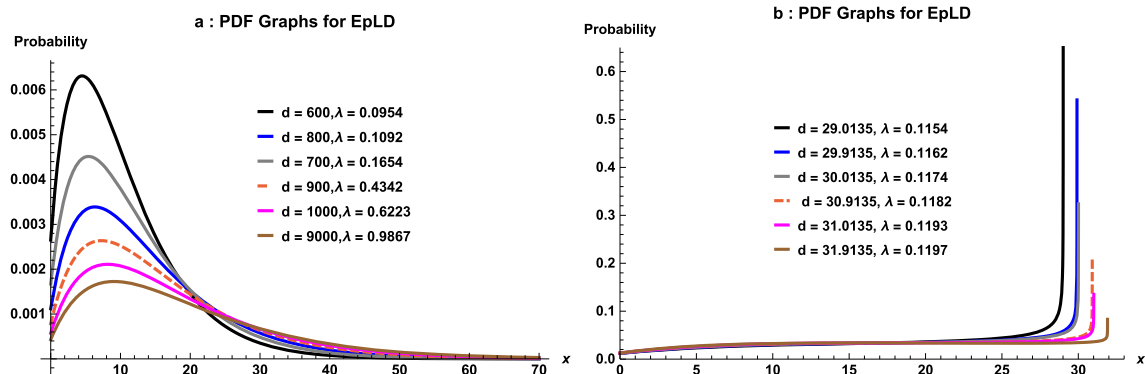 a : PDF Graphs for EpLD
Probability
0.006
0.005
0.004
0.003
0.002
0.001
0
10
20
30
40
50
60
70
x
d = 600,λ = 0.0954
d = 800,λ = 0.1092
d = 700,λ = 0.1654
d = 900,λ = 0.4342
d = 1000,λ = 0.6223
d = 9000,λ = 0.9867
b : PDF Graphs for EpLD
Probability
0.6
0.5
0.4
0.3
0.2
0.1
0.0
0
5
10
15
20
25
30
x
d = 29.0135, λ = 0.1154
d = 29.9135, λ = 0.1162
d = 30.0135, λ = 0.1174
d = 30.9135, λ = 0.1182
d = 31.0135, λ = 0.1193
d = 31.9135, λ = 0.1197